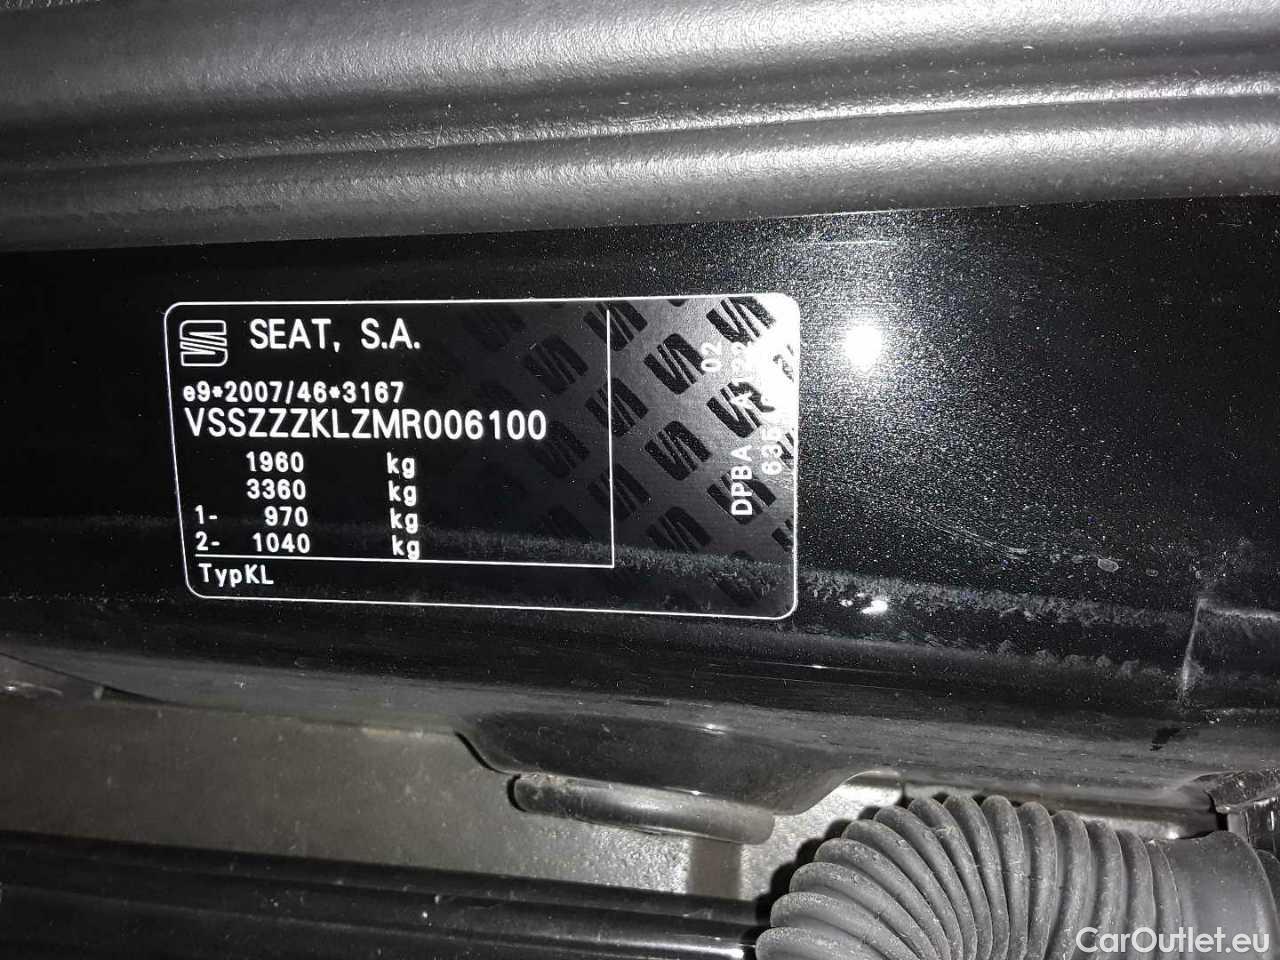 SEAT, S.A.
e9*2007/46*3167
VSSZZZKLZMR006100
1960 kg
3360 kg
1- 970 kg
2- 1040 kg
TypKL
DPBA A 02
CarOutlet.eu